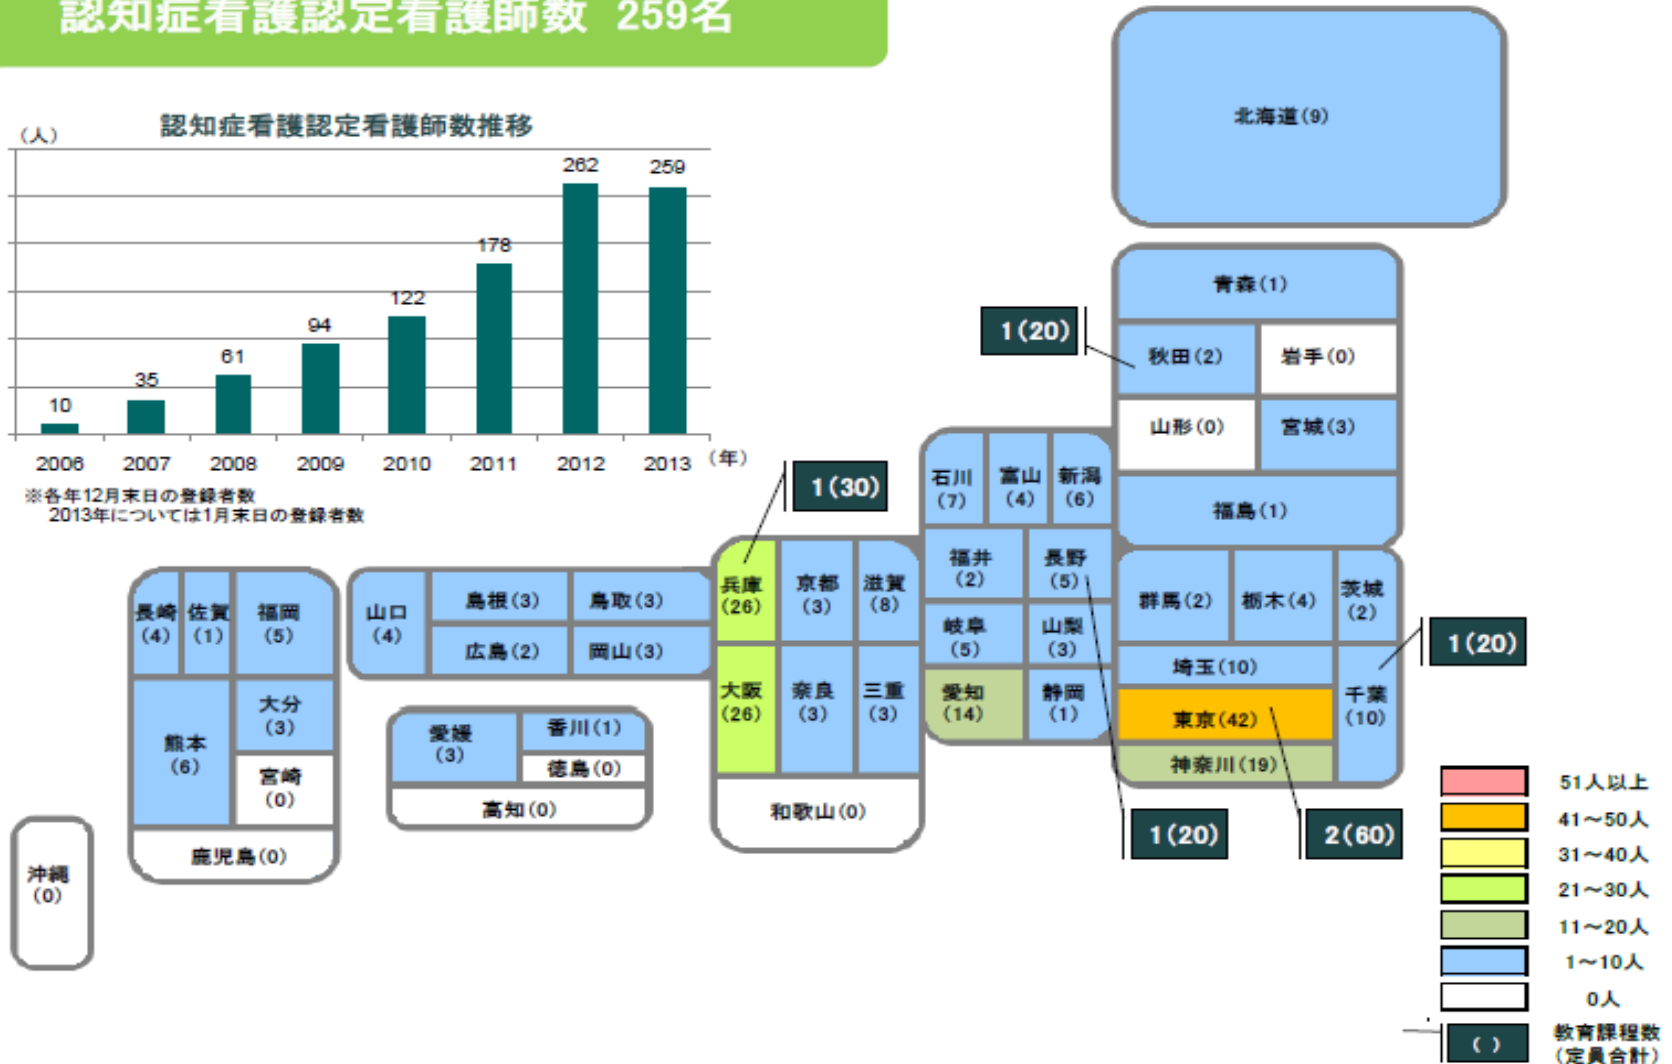 認知症看護認定看護師数 259名
認知症看護認定看護師数推移
(人)
10
35
61
94
122
178
262
259
2006
2007
2008
2009
2010
2011
2012
2013
(年)
※各年12月末日の登録者数
2013年については1月末日の登録者数
北海道(9)
青森(1)
1(20)
秋田(2)
岩手(0)
山形(0)
宮城(3)
福島(1)
石川
(7)
富山
(4)
新潟
(6)
福井
(2)
長野
(5)
岐阜
(5)
山梨
(3)
愛知
(14)
静岡
(1)
群馬(2)
栃木(4)
茨城
(2)
埼玉(10)
千葉
(10)
東京(42)
神奈川(19)
1(20)
1(20)
2(60)
1(30)
兵庫
(26)
京都
(3)
滋賀
(8)
大阪
(26)
奈良
(3)
三重
(3)
和歌山(0)
山口
(4)
島根(3)
鳥取(3)
広島(2)
岡山(3)
愛媛
(3)
香川(1)
徳島(0)
高知(0)
長崎
(4)
佐賀
(1)
福岡
(5)
熊本
(6)
大分
(3)
宮崎
(0)
鹿児島(0)
沖縄
(0)
51人以上
41～50人
31～40人
21～30人
11～20人
1～10人
0人
( )
教育課程数
(定員合計)